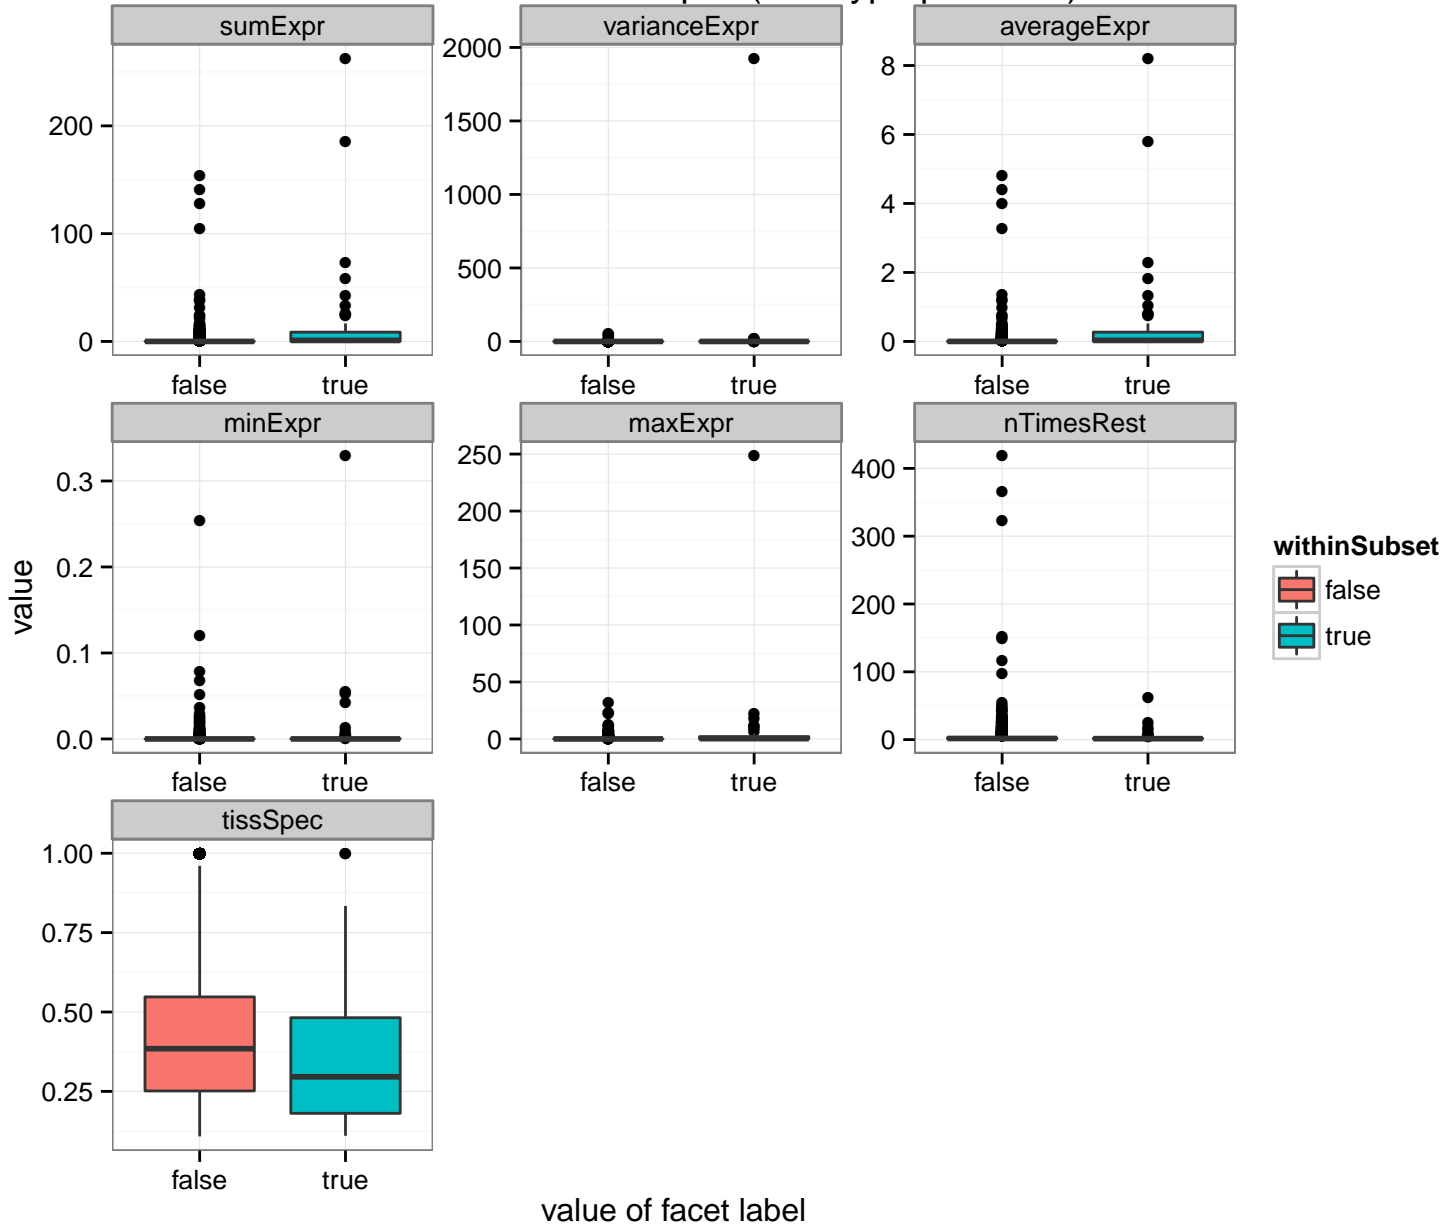 sumExpr varianceExpr averageExpr
200
100
0
2000
1500
1000
500
0
8
6
4
2
0
false true false true false true
minExpr maxExpr nTimesRest
0.3
0.2
0.1
0.0
250
200
150
100
50
0
400
300
200
100
0
false true false true false true
tissSpec
1.00
0.75
0.50
0.25
false true
value
value of facet label
withinSubset
false
true